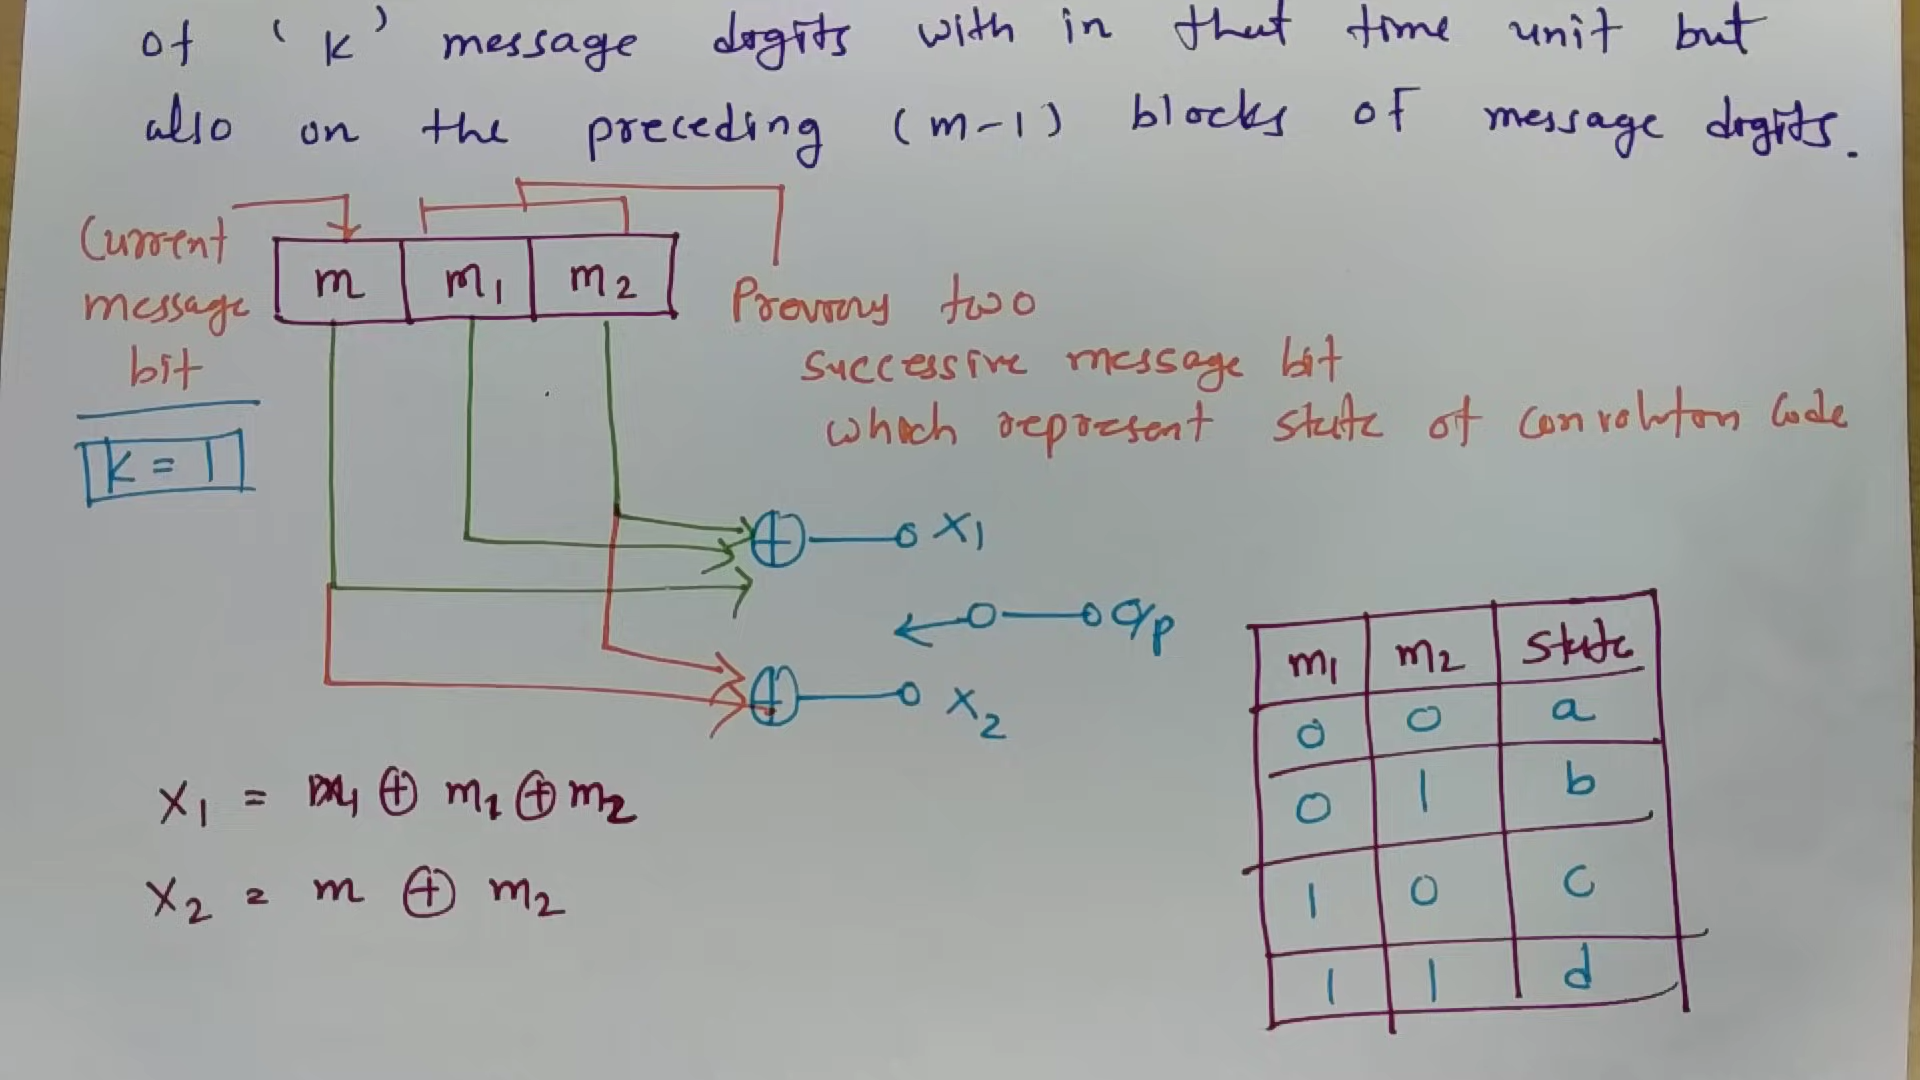 of 'k' message digits with in that time unit but
also on the preceding (m-1) blocks of message digits.
Current
message
bit
k = 1
m m1 m2
Previous two
successive message bit
which represent state of convolution code
x1
o/p
x2
x1 = m ⊕ m1 ⊕ m2
x2 = m ⊕ m2
m1 m2 state
0 0 a
0 1 b
1 0 c
1 1 d